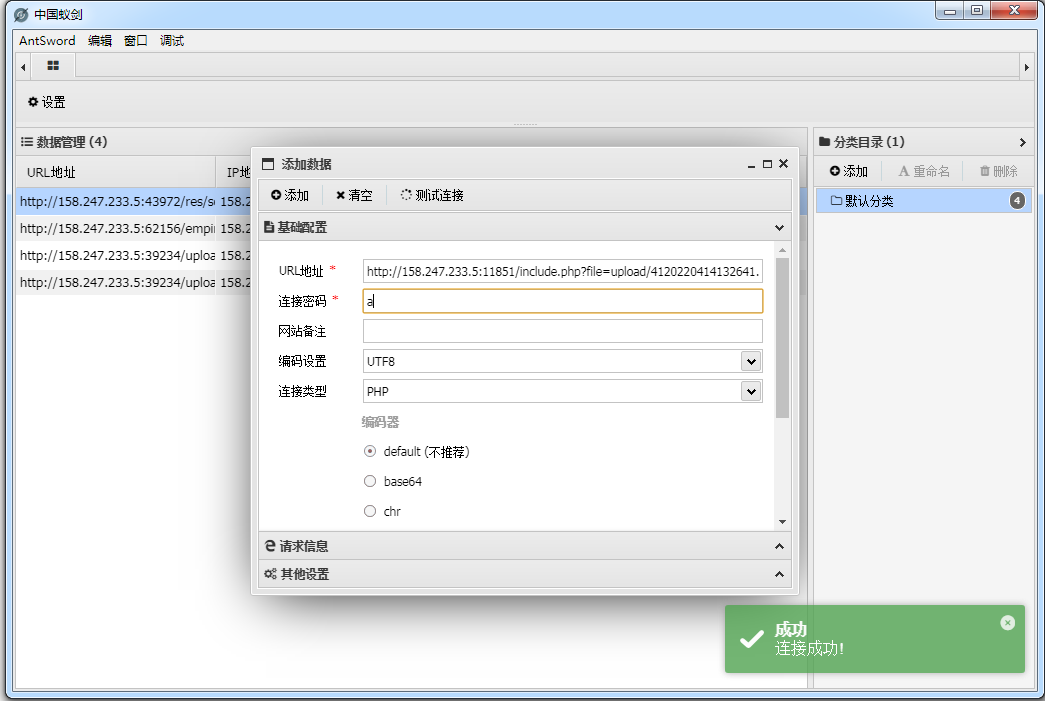 中国蚁剑
AntSword 编辑 窗口 调试
设置
数据管理 (4)
URL地址 IP地
http://158.247.233.5:43972/res/s 158.2
http://158.247.233.5:62156/empi 158.2
http://158.247.233.5:39234/uploa 158.2
http://158.247.233.5:39234/uploa 158.2
添加数据
添加 清空 测试连接
基础配置
URL地址 * http://158.247.233.5:11851/include.php?file=upload/4120220414132641.
连接密码 * a
网站备注
编码设置 UTF8
连接类型 PHP
编码器
default (不推荐)
base64
chr
请求信息
其他设置
分类目录 (1)
添加 重命名 删除
默认分类 4
成功
连接成功!